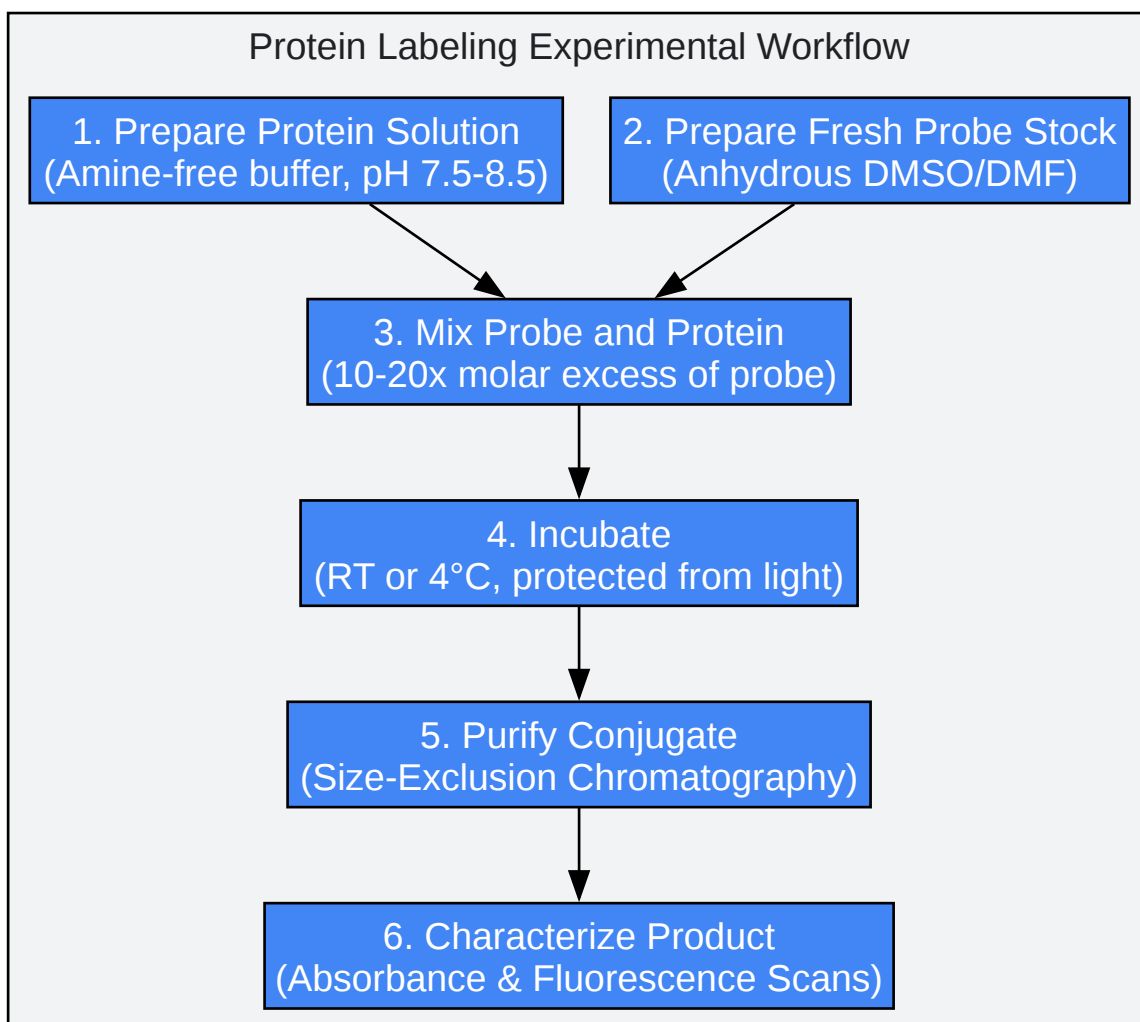 Protein Labeling Experimental Workflow
1. Prepare Protein Solution
(Amine-free buffer, pH 7.5-8.5)
2. Prepare Fresh Probe Stock
(Anhydrous DMSO/DMF)
3. Mix Probe and Protein
(10-20x molar excess of probe)
4. Incubate
(RT or 4°C, protected from light)
5. Purify Conjugate
(Size-Exclusion Chromatography)
6. Characterize Product
(Absorbance & Fluorescence Scans)